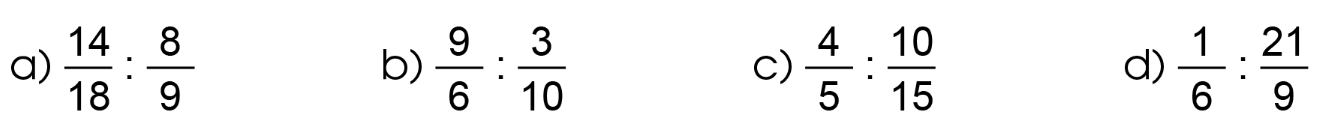 a) 14/18 : 8/9 b) 9/6 : 3/10 c) 4/5 : 10/15 d) 1/6 : 21/9